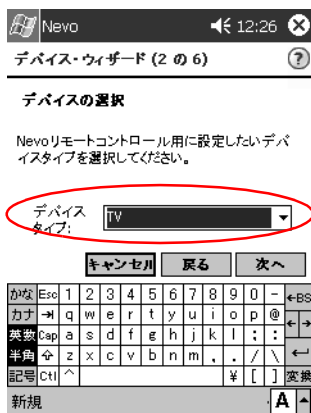 Nevo 12:26
デバイス・ウィザード (2 の 6)
デバイスの選択
Nevoリモートコントロール用に設定したいデバ
イスタイプを選択してください。
デバイス
タイプ:
TV
キャンセル 戻る 次へ
かな Esc 1 2 3 4 5 6 7 8 9 0 - ←BS
カナ →| q w e r t y u i o p @ ← →
英数 Cap a s d f g h j k l ; :
半角 ⇧ z x c v b n m , . / \ ↵
記号 Ctl ^ ¥ [ ] 変換
新規 A